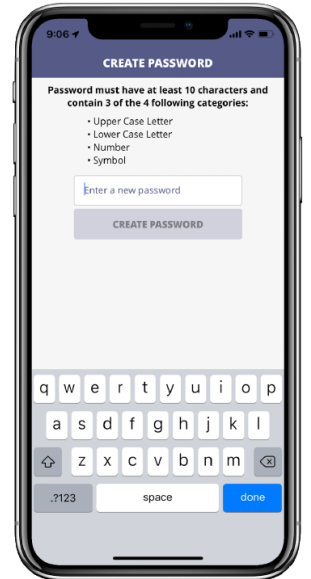 9:06
CREATE PASSWORD
Password must have at least 10 characters and
contain 3 of the 4 following categories:
• Upper Case Letter
• Lower Case Letter
• Number
• Symbol
Enter a new password
CREATE PASSWORD
q w e r t y u i o p
a s d f g h j k l
z x c v b n m
.?123 space done